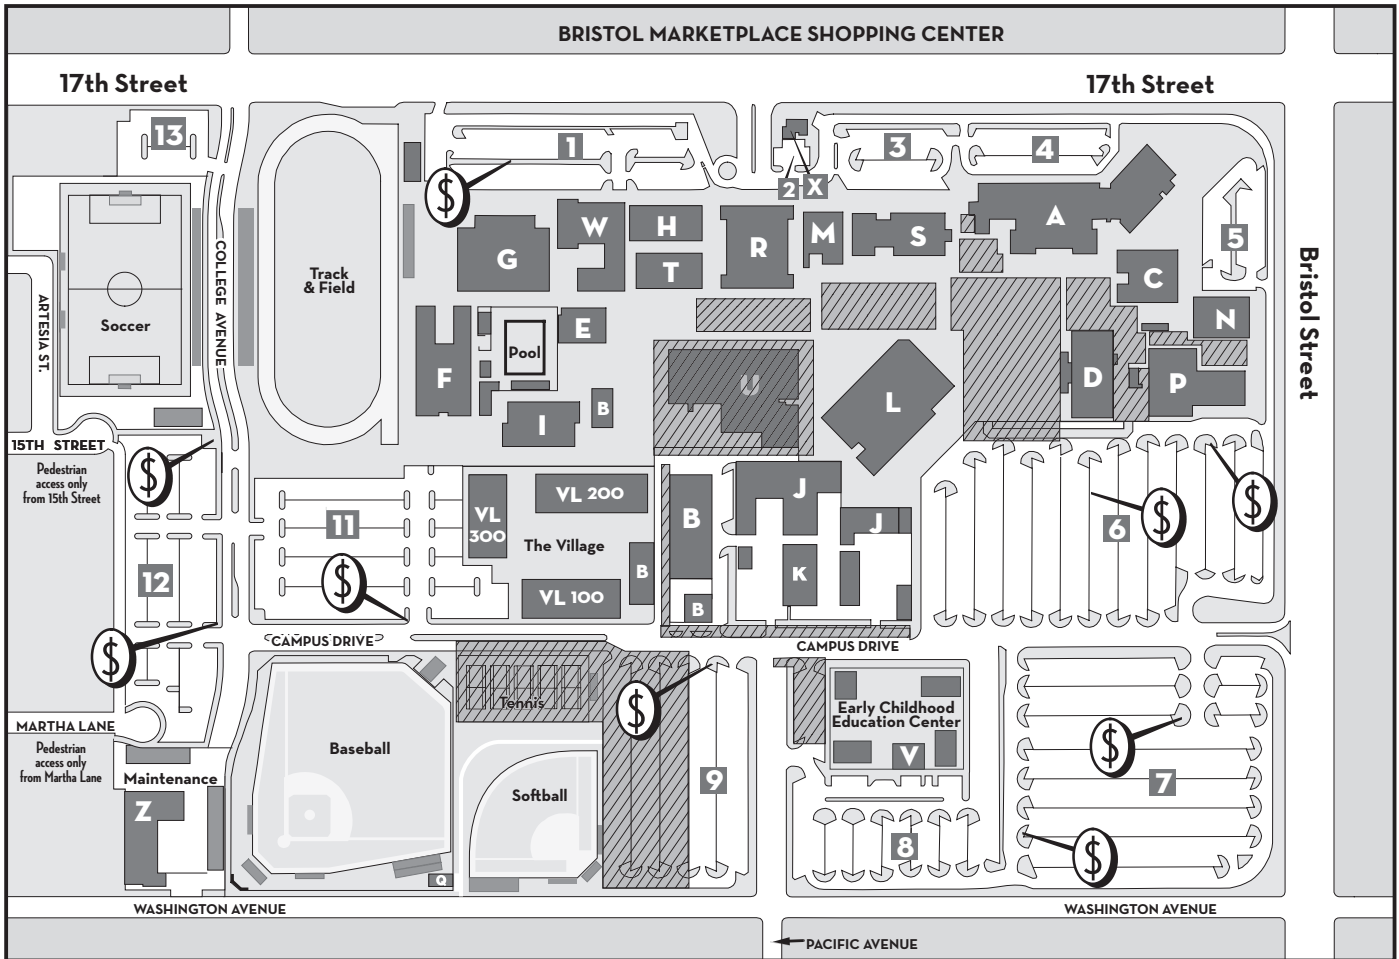 BRISTOL MARKETPLACE SHOPPING CENTER
17th Street
17th Street
13
1
3
4
2
X
$
5
W
H
R
M
S
A
G
T
C
N
COLLEGE AVENUE
ARTESIA ST.
Bristol Street
Track
& Field
Soccer
E
Pool
F
U
L
D
P
I
B
15TH STREET
Pedestrian
access only
from 15th Street
$
11
VL
300
VL 200
The Village
VL 100
B
B
B
J
J
K
6
$
$
12
$
$
CAMPUS DRIVE
CAMPUS DRIVE
MARTHA LANE
Pedestrian
access only
from Martha Lane
Maintenance
Z
Baseball
Tennis
$
Softball
9
Q
Early Childhood
Education Center
V
8
$
7
$
WASHINGTON AVENUE
WASHINGTON AVENUE
PACIFIC AVENUE